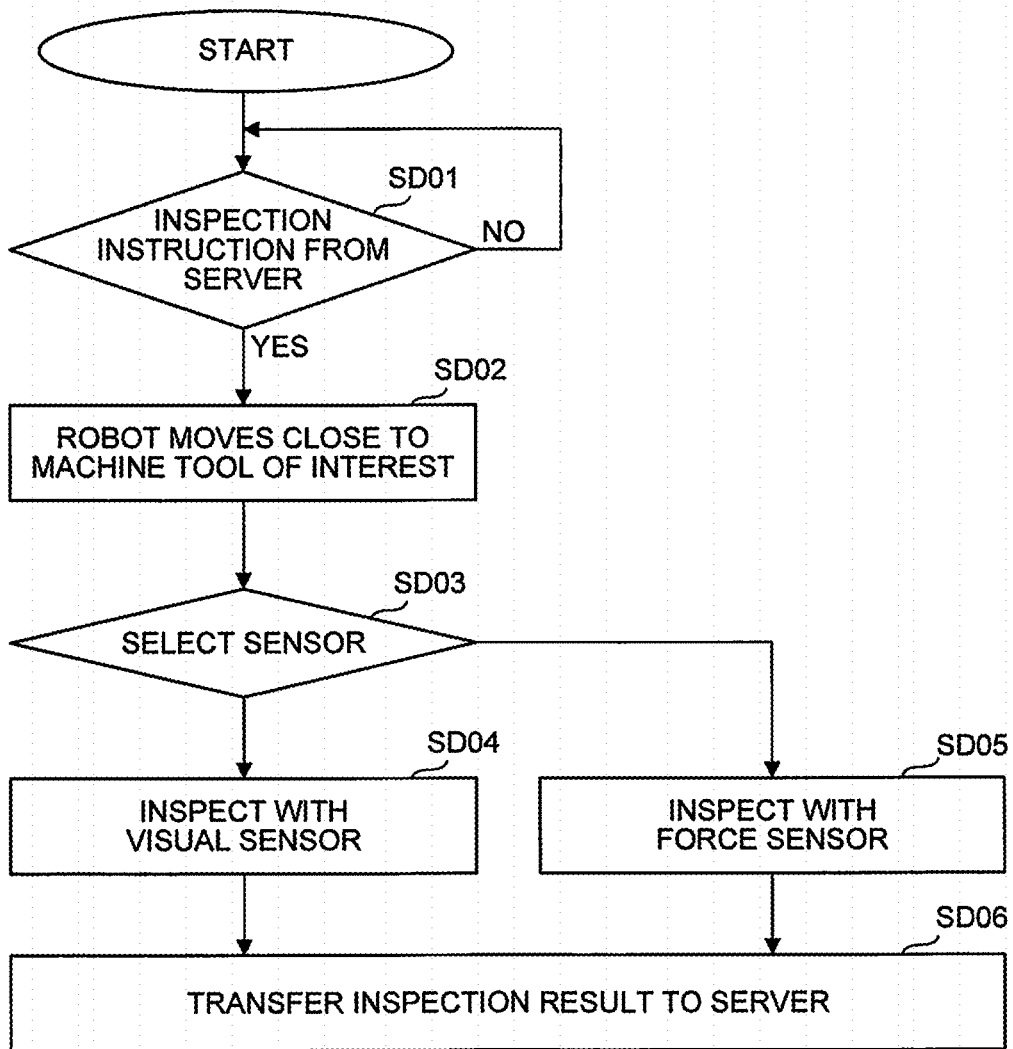 START
SD01
INSPECTION
INSTRUCTION FROM
SERVER
NO
YES
SD02
ROBOT MOVES CLOSE TO
MACHINE TOOL OF INTEREST
SD03
SELECT SENSOR
SD04
INSPECT WITH
VISUAL SENSOR
SD05
INSPECT WITH
FORCE SENSOR
SD06
TRANSFER INSPECTION RESULT TO SERVER